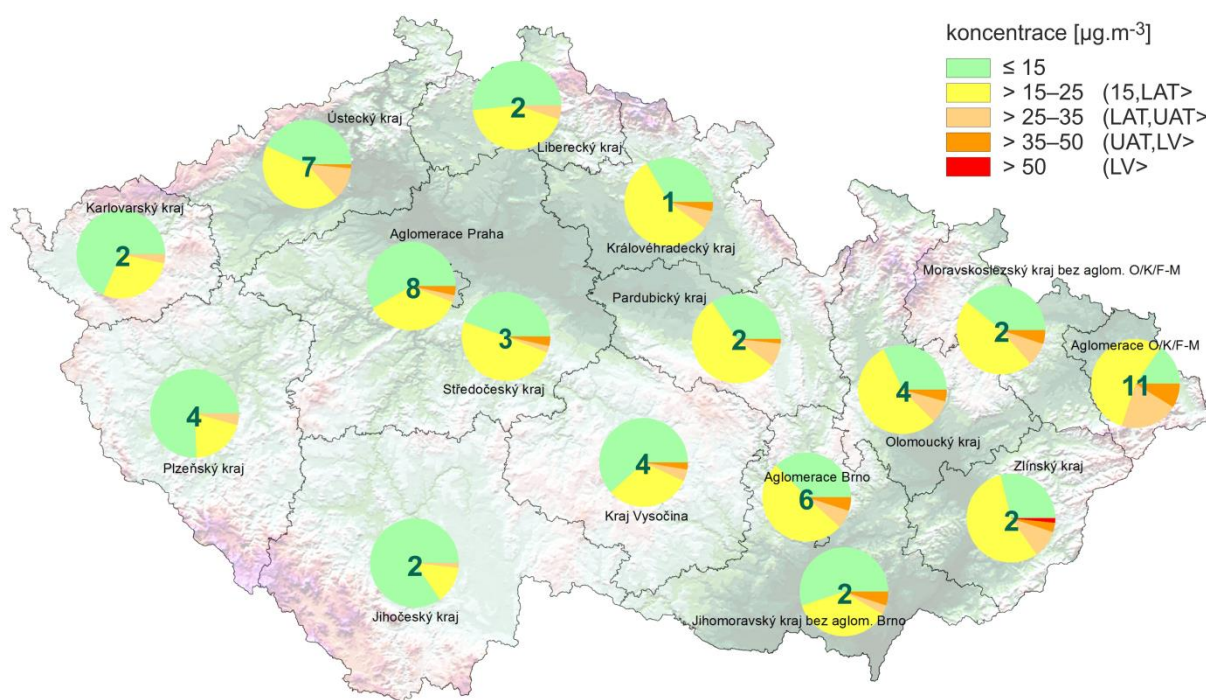 koncentrace [µg.m⁻³]
≤ 15
> 15–25 (15,LAT>
> 25–35 (LAT,UAT>
> 35–50 (UAT,LV>
> 50 (LV>
2
Liberecký kraj
Ústecký kraj
7
1
Královéhradecký kraj
Karlovarský kraj
2
Aglomerace Praha
8
Moravskoslezský kraj bez aglom. O/K/F-M
2
Pardubický kraj
2
3
Středočeský kraj
Aglomerace O/K/F-M
11
4
Olomoucký kraj
4
Plzeňský kraj
4
Kraj Vysočina
Aglomerace Brno
6
Zlínský kraj
2
2
Jihočeský kraj
2
Jihomoravský kraj bez aglom. Brno